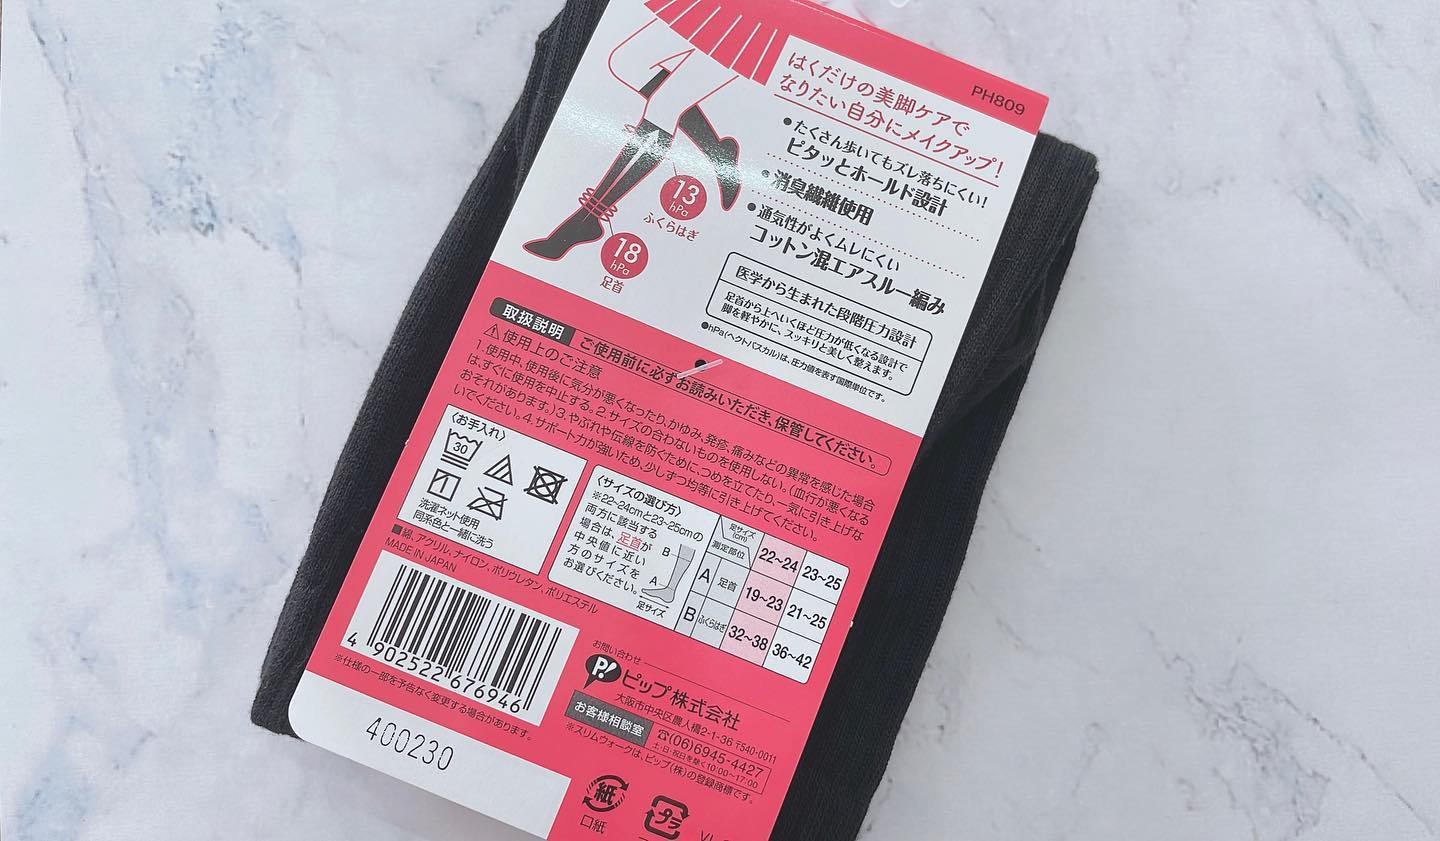 PH809
はくだけの美脚ケアで
なりたい自分にメイクアップ!
●たくさん歩いてもズレ落ちにくい!
ピタッとホールド設計
●消臭繊維使用
●通気性がよくムレにくい
コットン混エアスルー編み
13
hPa
ふくらはぎ
18
hPa
足首
医学から生まれた段階圧力設計
足首から上へいくほど圧力が低くなる設計で
脚を軽やかに、スッキリと美しく整えます。
●hPa(ヘクトパスカル)は、圧力値を表す国際単位です。
取扱説明 ご使用前に必ずお読みいただき、保管してください。
⚠使用上のご注意
1.使用中、使用後に気分が悪くなったり、かゆみ、発疹、痛みなどの異常を感じた場合
は、すぐに使用を中止する。2.サイズの合わないものを使用しない。(血行が悪くなる
おそれがあります。)3.やぶれや伝線を防ぐために、つめを立てたり、一気に引き上げな
いでください。4.サポート力が強いため、少しずつ均等に引き上げてください。
〈お手入れ〉
30
洗濯ネット使用
同系色と一緒に洗う
〈サイズの選び方〉
※22~24cmと23~25cmの
両方に該当する
場合は、足首が
中央値に近い
方のサイズを
お選びください。
B
A
足サイズ
足サイズ
(cm)
測定部位
22~24 23~25
A 足首 19~23 21~25
B ふくらはぎ 32~38 36~42
■綿、アクリル、ナイロン、ポリウレタン、ポリエステル
MADE IN JAPAN
4 902522 676946
※仕様の一部を予告なく変更する場合があります。
お問い合わせ
P!
ピップ株式会社
大阪市中央区農人橋2-1-36 〒540-0011
お客様相談室
☎(06)6945-4427
土・日・祝日を除く10:00~17:00
※スリムウォークは、ピップ(株)の登録商標です。
400230
紙
口紙
プラ